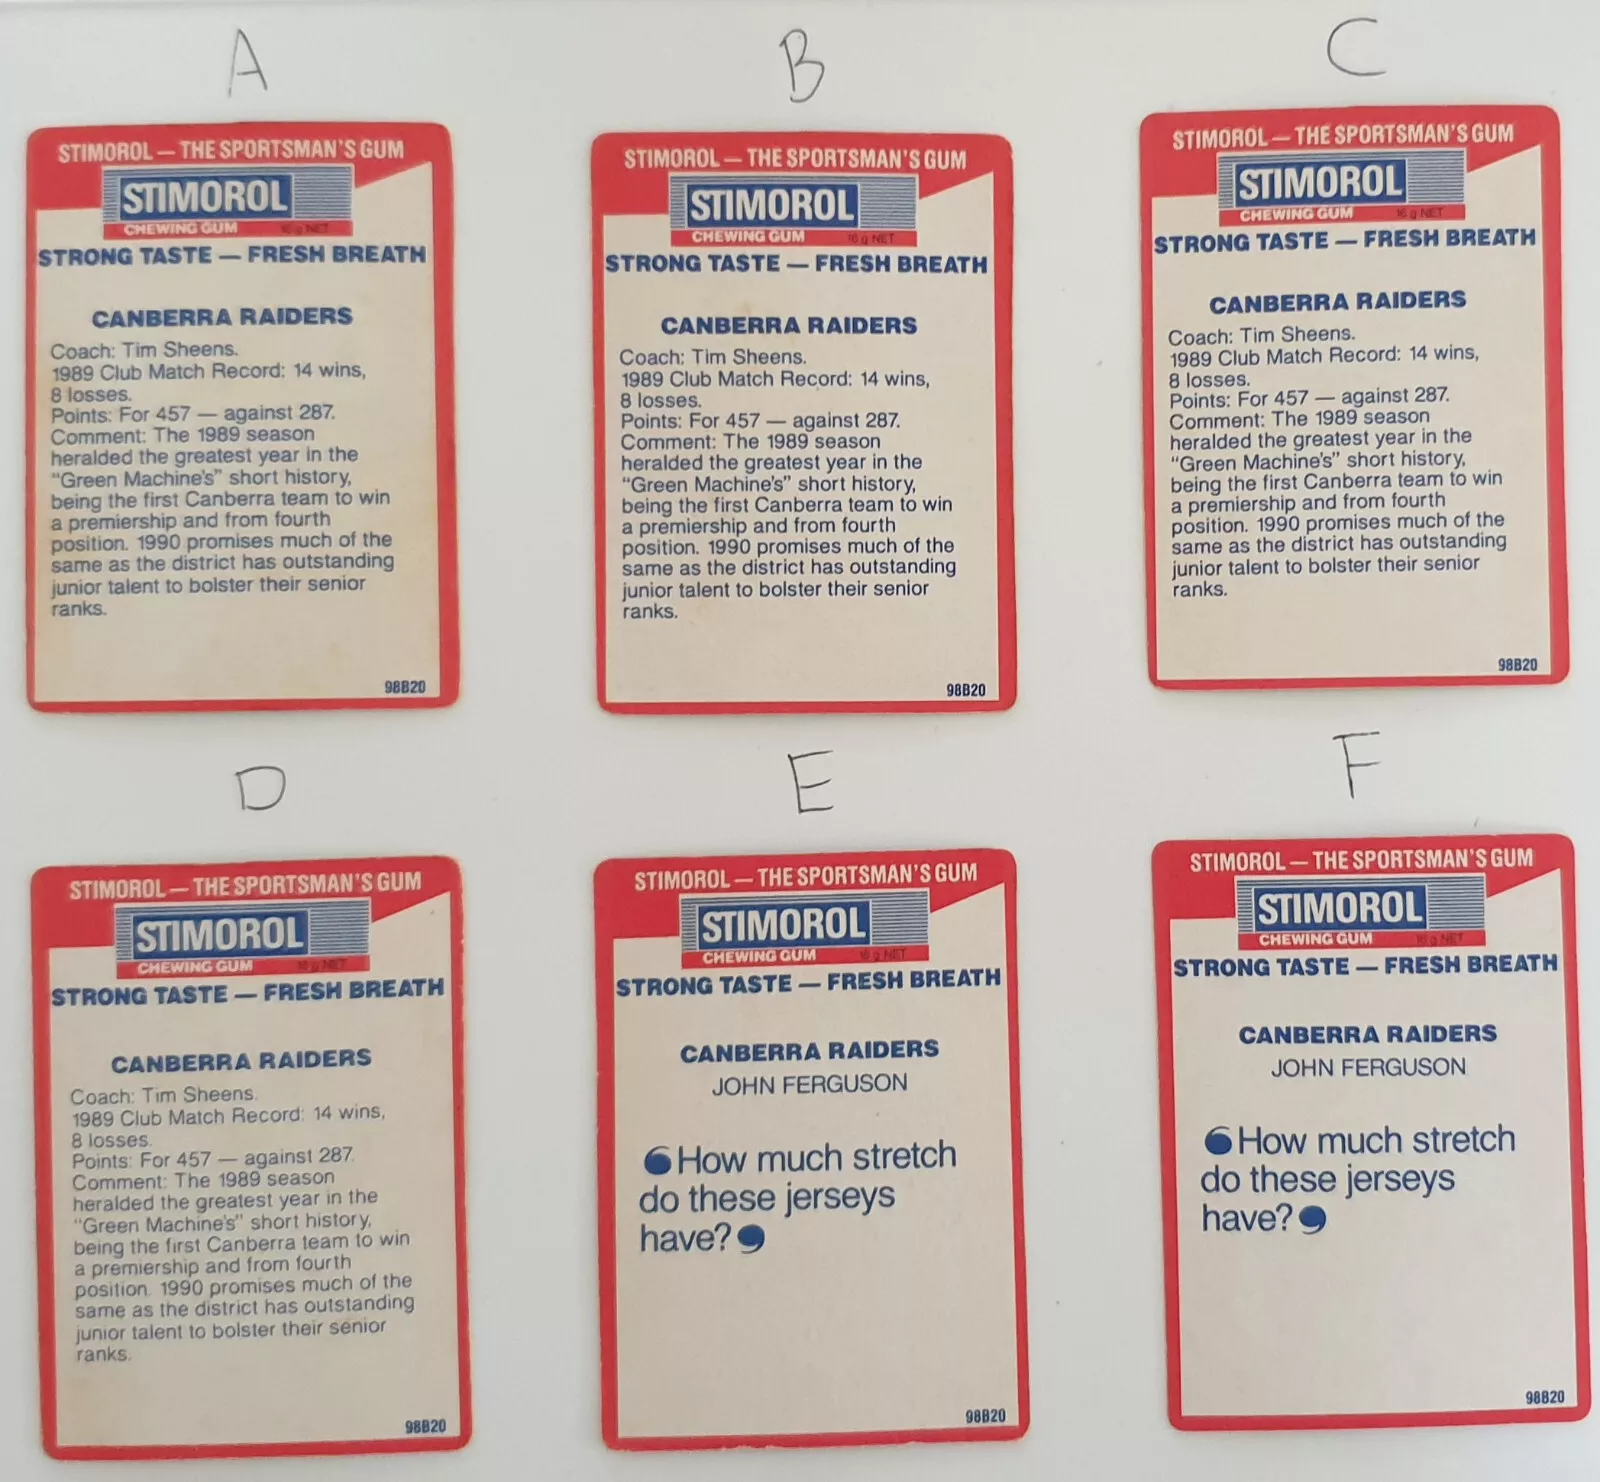 A
STIMOROL — THE SPORTSMAN'S GUM
STIMOROL
CHEWING GUM 16 g NET
STRONG TASTE — FRESH BREATH
CANBERRA RAIDERS
Coach: Tim Sheens.
1989 Club Match Record: 14 wins,
8 losses.
Points: For 457 — against 287.
Comment: The 1989 season
heralded the greatest year in the
"Green Machine's" short history,
being the first Canberra team to win
a premiership and from fourth
position. 1990 promises much of the
same as the district has outstanding
junior talent to bolster their senior
ranks.
98B20
B
STIMOROL — THE SPORTSMAN'S GUM
STIMOROL
CHEWING GUM 16 g NET
STRONG TASTE — FRESH BREATH
CANBERRA RAIDERS
Coach: Tim Sheens.
1989 Club Match Record: 14 wins,
8 losses.
Points: For 457 — against 287.
Comment: The 1989 season
heralded the greatest year in the
"Green Machine's" short history,
being the first Canberra team to win
a premiership and from fourth
position. 1990 promises much of the
same as the district has outstanding
junior talent to bolster their senior
ranks.
98B20
C
STIMOROL — THE SPORTSMAN'S GUM
STIMOROL
CHEWING GUM 16 g NET
STRONG TASTE — FRESH BREATH
CANBERRA RAIDERS
Coach: Tim Sheens.
1989 Club Match Record: 14 wins,
8 losses.
Points: For 457 — against 287.
Comment: The 1989 season
heralded the greatest year in the
"Green Machine's" short history,
being the first Canberra team to win
a premiership and from fourth
position. 1990 promises much of the
same as the district has outstanding
junior talent to bolster their senior
ranks.
98B20
D
STIMOROL — THE SPORTSMAN'S GUM
STIMOROL
CHEWING GUM 16 g NET
STRONG TASTE — FRESH BREATH
CANBERRA RAIDERS
Coach: Tim Sheens.
1989 Club Match Record: 14 wins,
8 losses.
Points: For 457 — against 287.
Comment: The 1989 season
heralded the greatest year in the
"Green Machine's" short history,
being the first Canberra team to win
a premiership and from fourth
position. 1990 promises much of the
same as the district has outstanding
junior talent to bolster their senior
ranks.
98B20
E
STIMOROL — THE SPORTSMAN'S GUM
STIMOROL
CHEWING GUM 16 g NET
STRONG TASTE — FRESH BREATH
CANBERRA RAIDERS
JOHN FERGUSON
“How much stretch
do these jerseys
have?”
98B20
F
STIMOROL — THE SPORTSMAN'S GUM
STIMOROL
CHEWING GUM 16 g NET
STRONG TASTE — FRESH BREATH
CANBERRA RAIDERS
JOHN FERGUSON
“How much stretch
do these jerseys
have?”
98B20